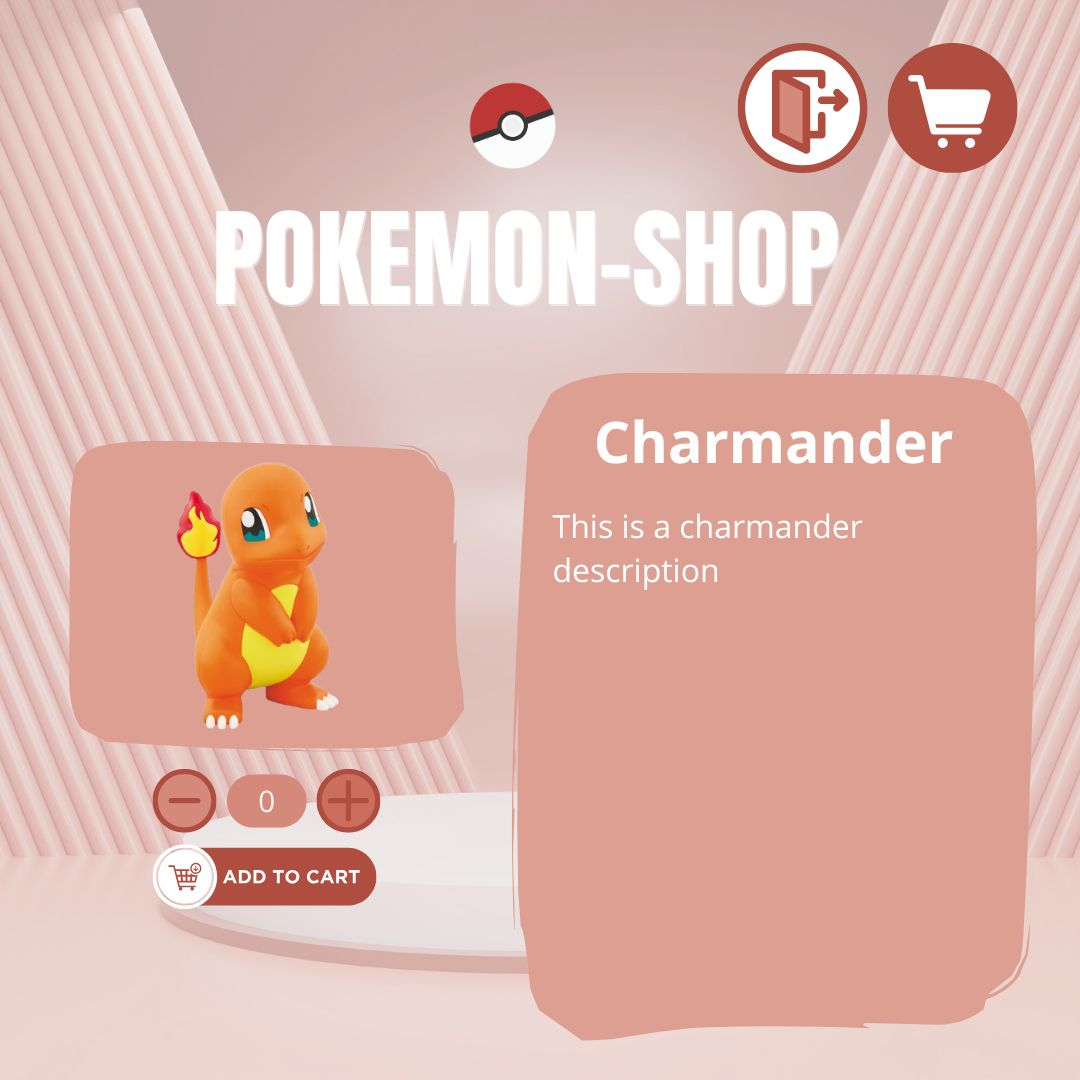 POKEMON-SHOP
Charmander
This is a charmander
description
0
ADD TO CART